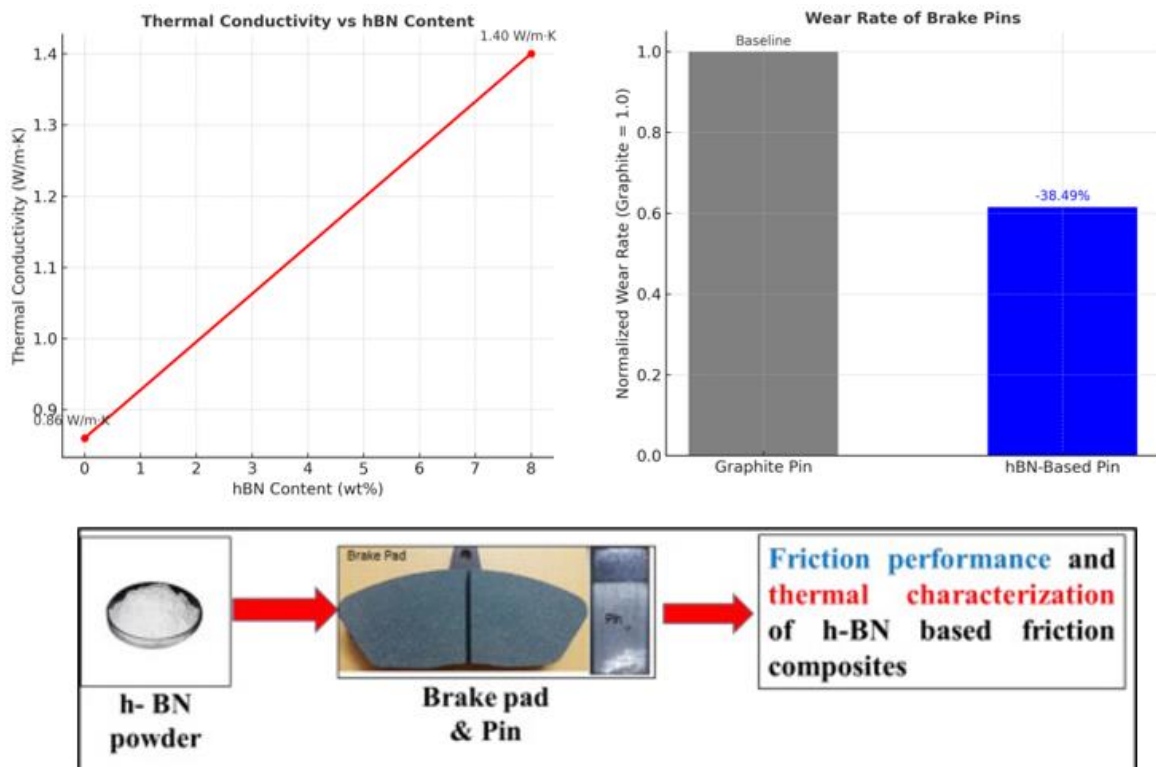 Thermal Conductivity vs hBN Content
Thermal Conductivity (W/m·K)
1.4
1.3
1.2
1.1
1.0
0.9
1.40 W/m·K
0.86 W/m·K
0 1 2 3 4 5 6 7 8
hBN Content (wt%)
Wear Rate of Brake Pins
Normalized Wear Rate (Graphite = 1.0)
1.0
0.8
0.6
0.4
0.2
0.0
Baseline
-38.49%
Graphite Pin hBN-Based Pin
h- BN
powder
Brake Pad
Pin
Brake pad
& Pin
Friction performance and
thermal characterization
of h-BN based friction
composites